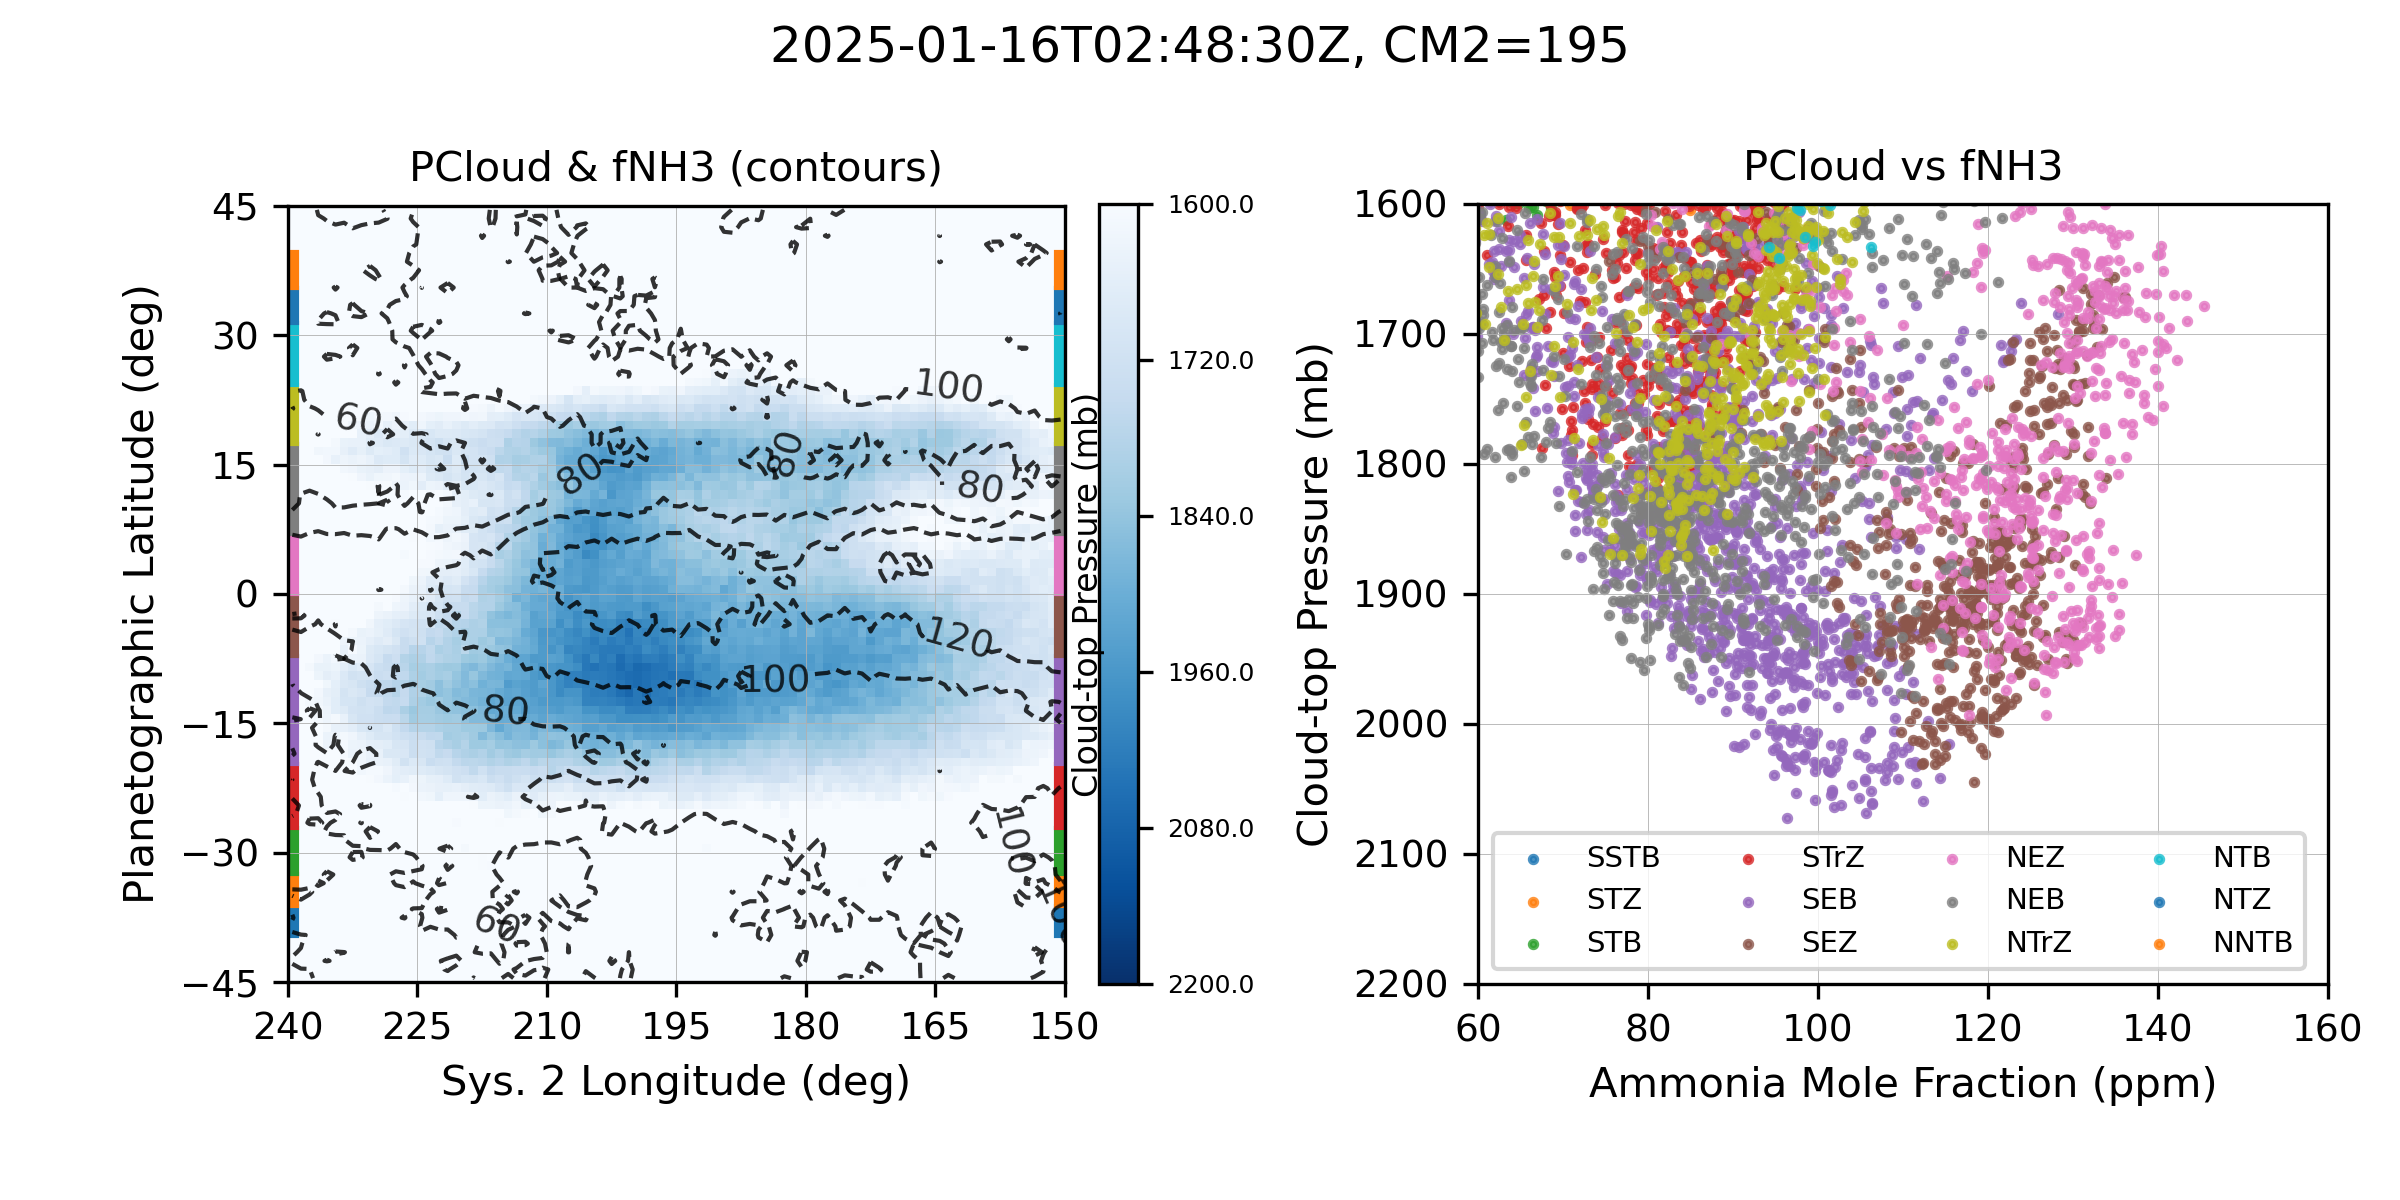 2025-01-16T02:48:30Z, CM2=195
PCloud & fNH3 (contours)
Planetographic Latitude (deg)
45
30
15
0
−15
−30
−45
240 225 210 195 180 165 150
Sys. 2 Longitude (deg)
60
100
80
80
80
120
100
80
100
60
Cloud-top Pressure (mb)
1600.0
1720.0
1840.0
1960.0
2080.0
2200.0
PCloud vs fNH3
Cloud-top Pressure (mb)
1600
1700
1800
1900
2000
2100
2200
SSTB STrZ NEZ NTB
STZ SEB NEB NTZ
STB SEZ NTrZ NNTB
60 80 100 120 140 160
Ammonia Mole Fraction (ppm)